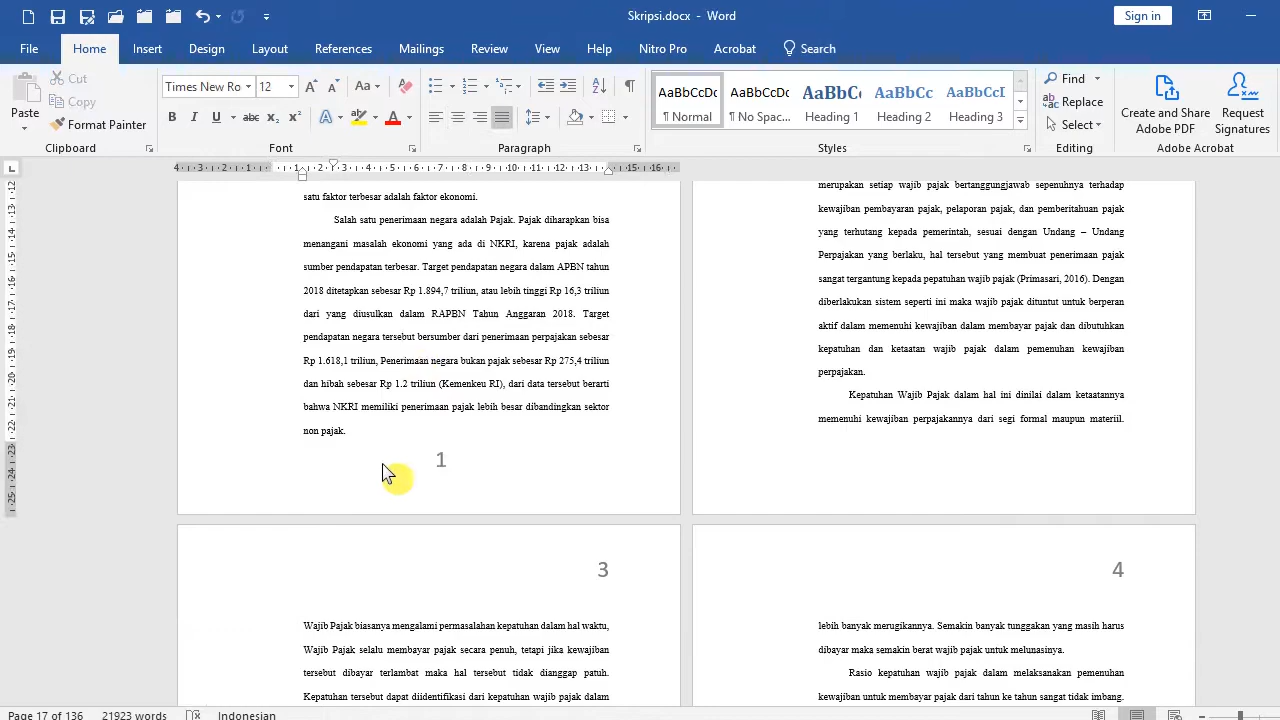 Skripsi.docx - Word
Sign in
File Home Insert Design Layout References Mailings Review View Help Nitro Pro Acrobat Search
Paste
Cut
Copy
Format Painter
Clipboard
Times New Ro 12
Font
Paragraph
AaBbCcDc AaBbCcDc AaBbCc AaBbCc AaBbCcI
¶ Normal ¶ No Spac... Heading 1 Heading 2 Heading 3
Styles
Find
Replace
Select
Editing
Create and Share Adobe PDF
Request Signatures
Adobe Acrobat
satu faktor terbesar adalah faktor ekonomi.
Salah satu penerimaan negara adalah Pajak. Pajak diharapkan bisa
menangani masalah ekonomi yang ada di NKRI, karena pajak adalah
sumber pendapatan terbesar. Target pendapatan negara dalam APBN tahun
2018 ditetapkan sebesar Rp 1.894,7 triliun, atau lebih tinggi Rp 16,3 triliun
dari yang diusulkan dalam RAPBN Tahun Anggaran 2018. Target
pendapatan negara tersebut bersumber dari penerimaan perpajakan sebesar
Rp 1.618,1 triliun, Penerimaan negara bukan pajak sebesar Rp 275,4 triliun
dan hibah sebesar Rp 1.2 triliun (Kemenkeu RI), dari data tersebut berarti
bahwa NKRI memiliki penerimaan pajak lebih besar dibandingkan sektor
non pajak.
1
merupakan setiap wajib pajak bertanggungjawab sepenuhnya terhadap
kewajiban pembayaran pajak, pelaporan pajak, dan pemberitahuan pajak
yang terhutang kepada pemerintah, sesuai dengan Undang – Undang
Perpajakan yang berlaku, hal tersebut yang membuat penerimaan pajak
sangat tergantung kepada pepatuhan wajib pajak (Primasari, 2016). Dengan
diberlakukan sistem seperti ini maka wajib pajak dituntut untuk berperan
aktif dalam memenuhi kewajiban dalam membayar pajak dan dibutuhkan
kepatuhan dan ketaatan wajib pajak dalam pemenuhan kewajiban
perpajakan.
Kepatuhan Wajib Pajak dalam hal ini dinilai dalam ketaatannya
memenuhi kewajiban perpajakannya dari segi formal maupun materiil.
3
Wajib Pajak biasanya mengalami permasalahan kepatuhan dalam hal waktu,
Wajib Pajak selalu membayar pajak secara penuh, tetapi jika kewajiban
tersebut dibayar terlambat maka hal tersebut tidak dianggap patuh.
Kepatuhan tersebut dapat diidentifikasi dari kepatuhan wajib pajak dalam
4
lebih banyak merugikannya. Semakin banyak tunggakan yang masih harus
dibayar maka semakin berat wajib pajak untuk melunasinya.
Rasio kepatuhan wajib pajak dalam melaksanakan pemenuhan
kewajiban untuk membayar pajak dari tahun ke tahun sangat tidak imbang.
Page 17 of 136 21923 words Indonesian